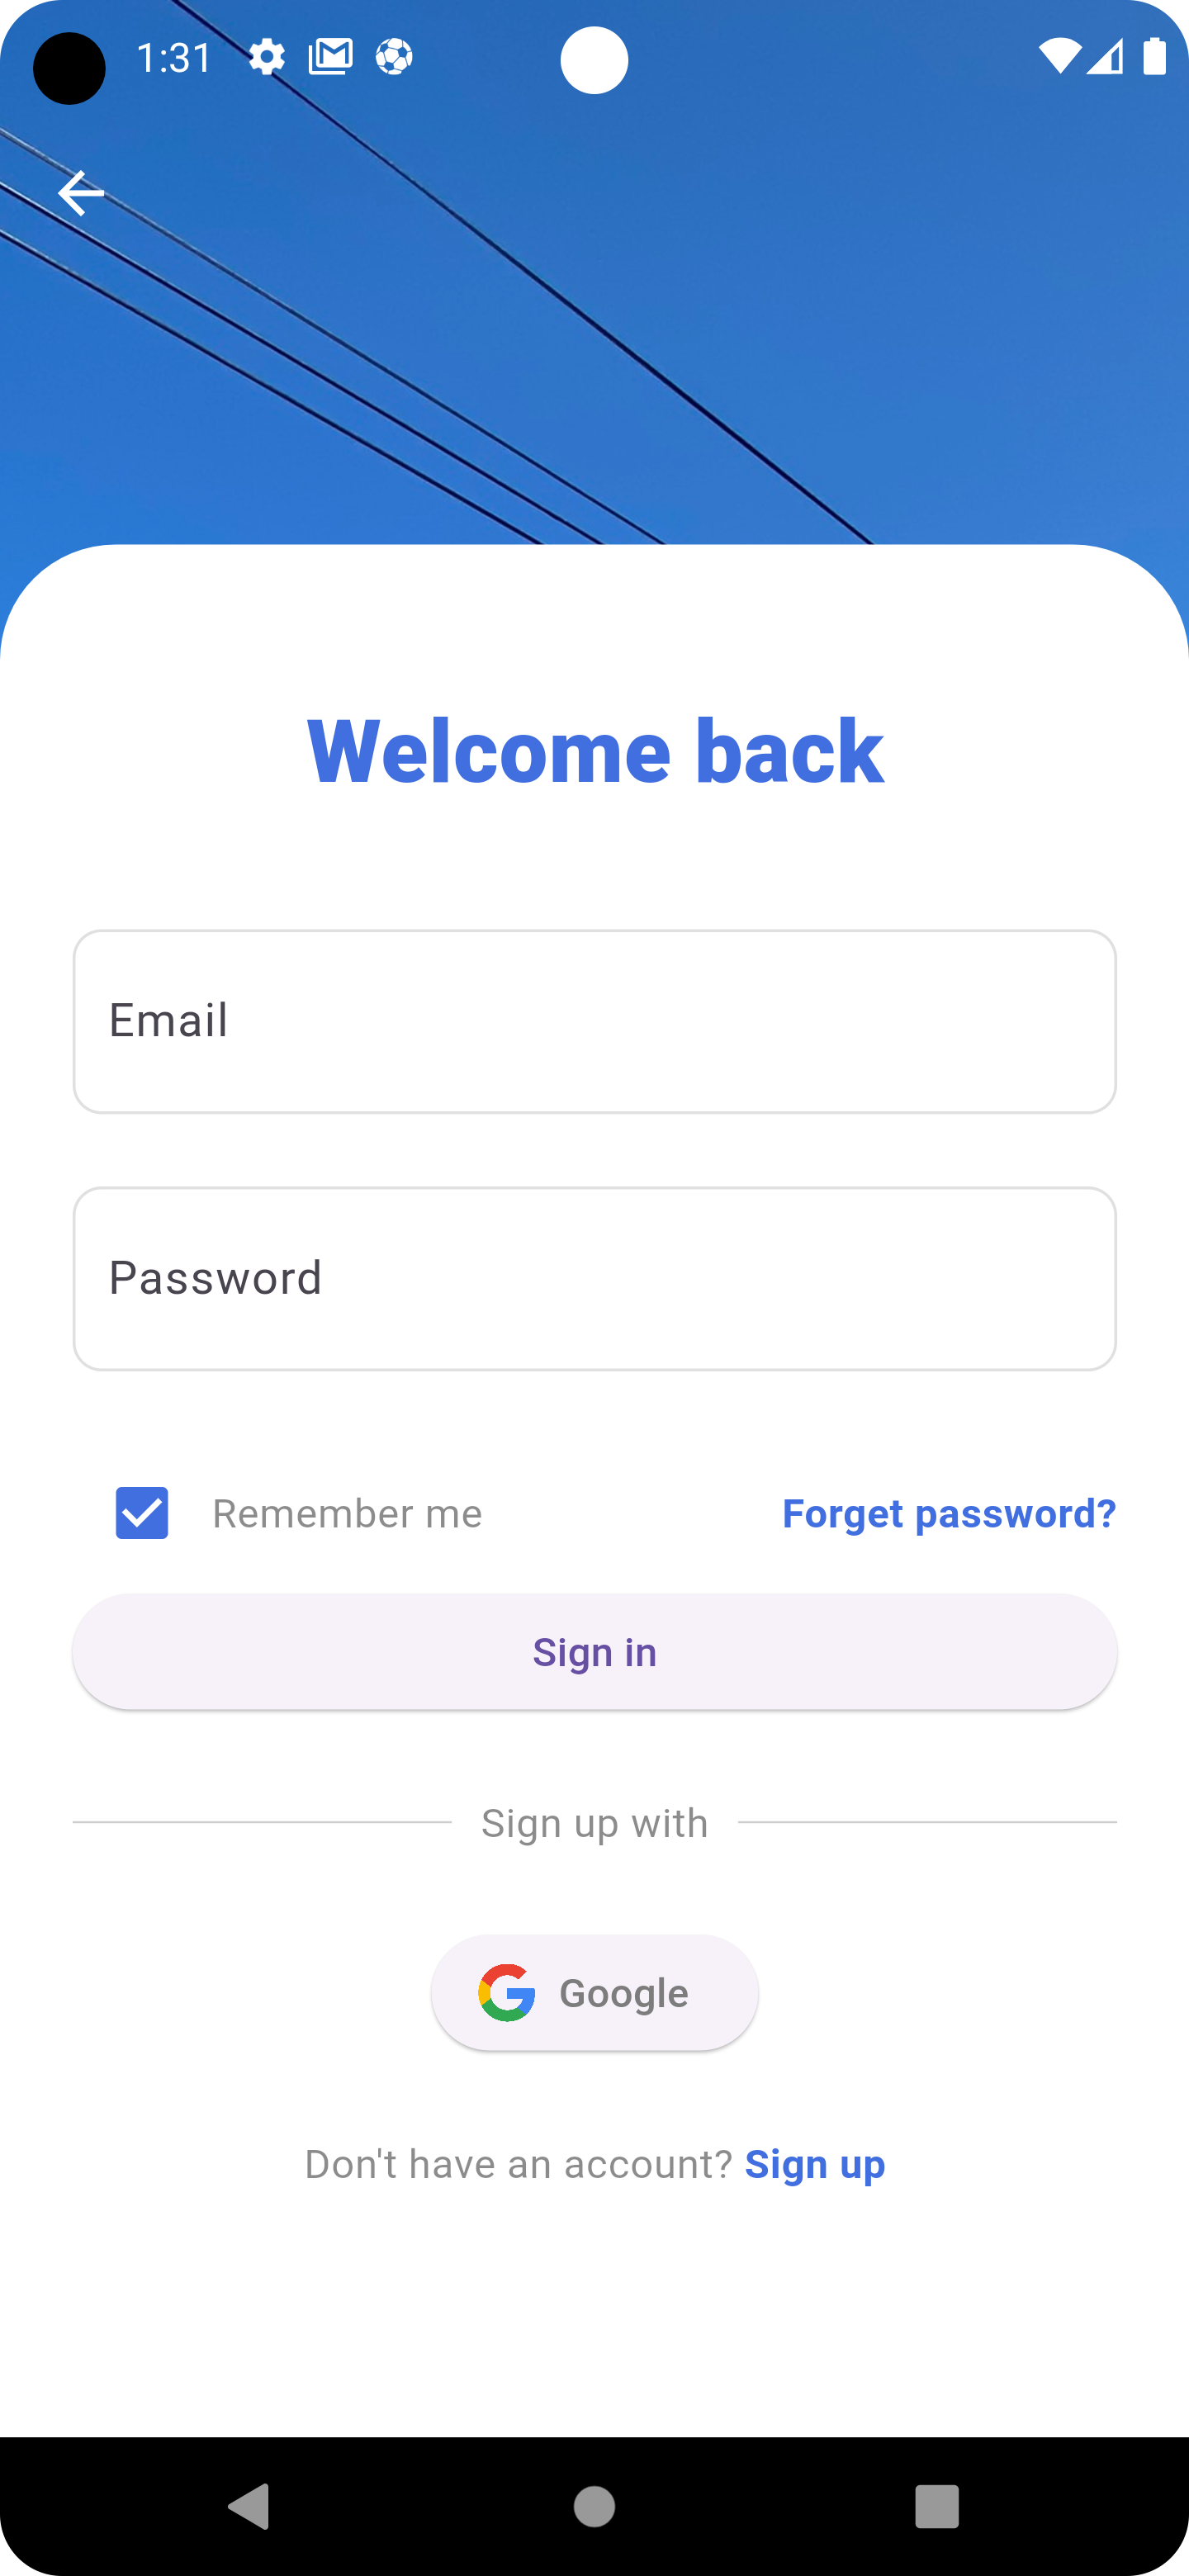 1:31
Welcome back
Email
Password
Remember me Forget password?
Sign in
Sign up with
Google
Don't have an account? Sign up